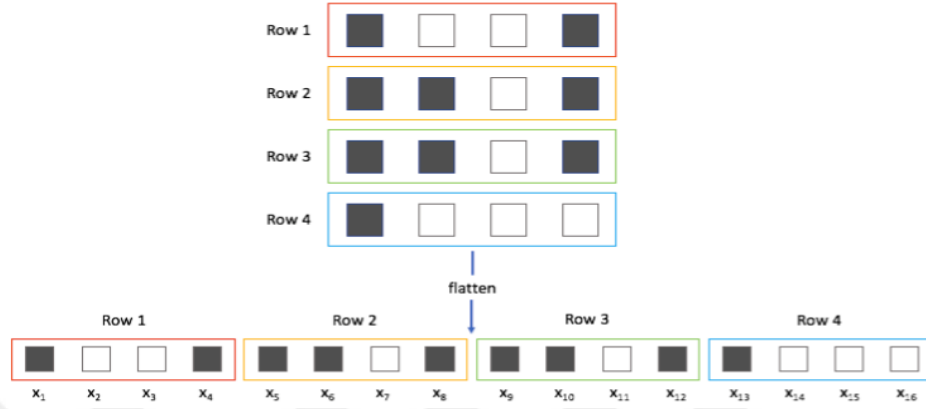 Row 1
Row 2
Row 3
Row 4
flatten
Row 1 Row 2 Row 3 Row 4
x₁ x₂ x₃ x₄ x₅ x₆ x₇ x₈ x₉ x₁₀ x₁₁ x₁₂ x₁₃ x₁₄ x₁₅ x₁₆